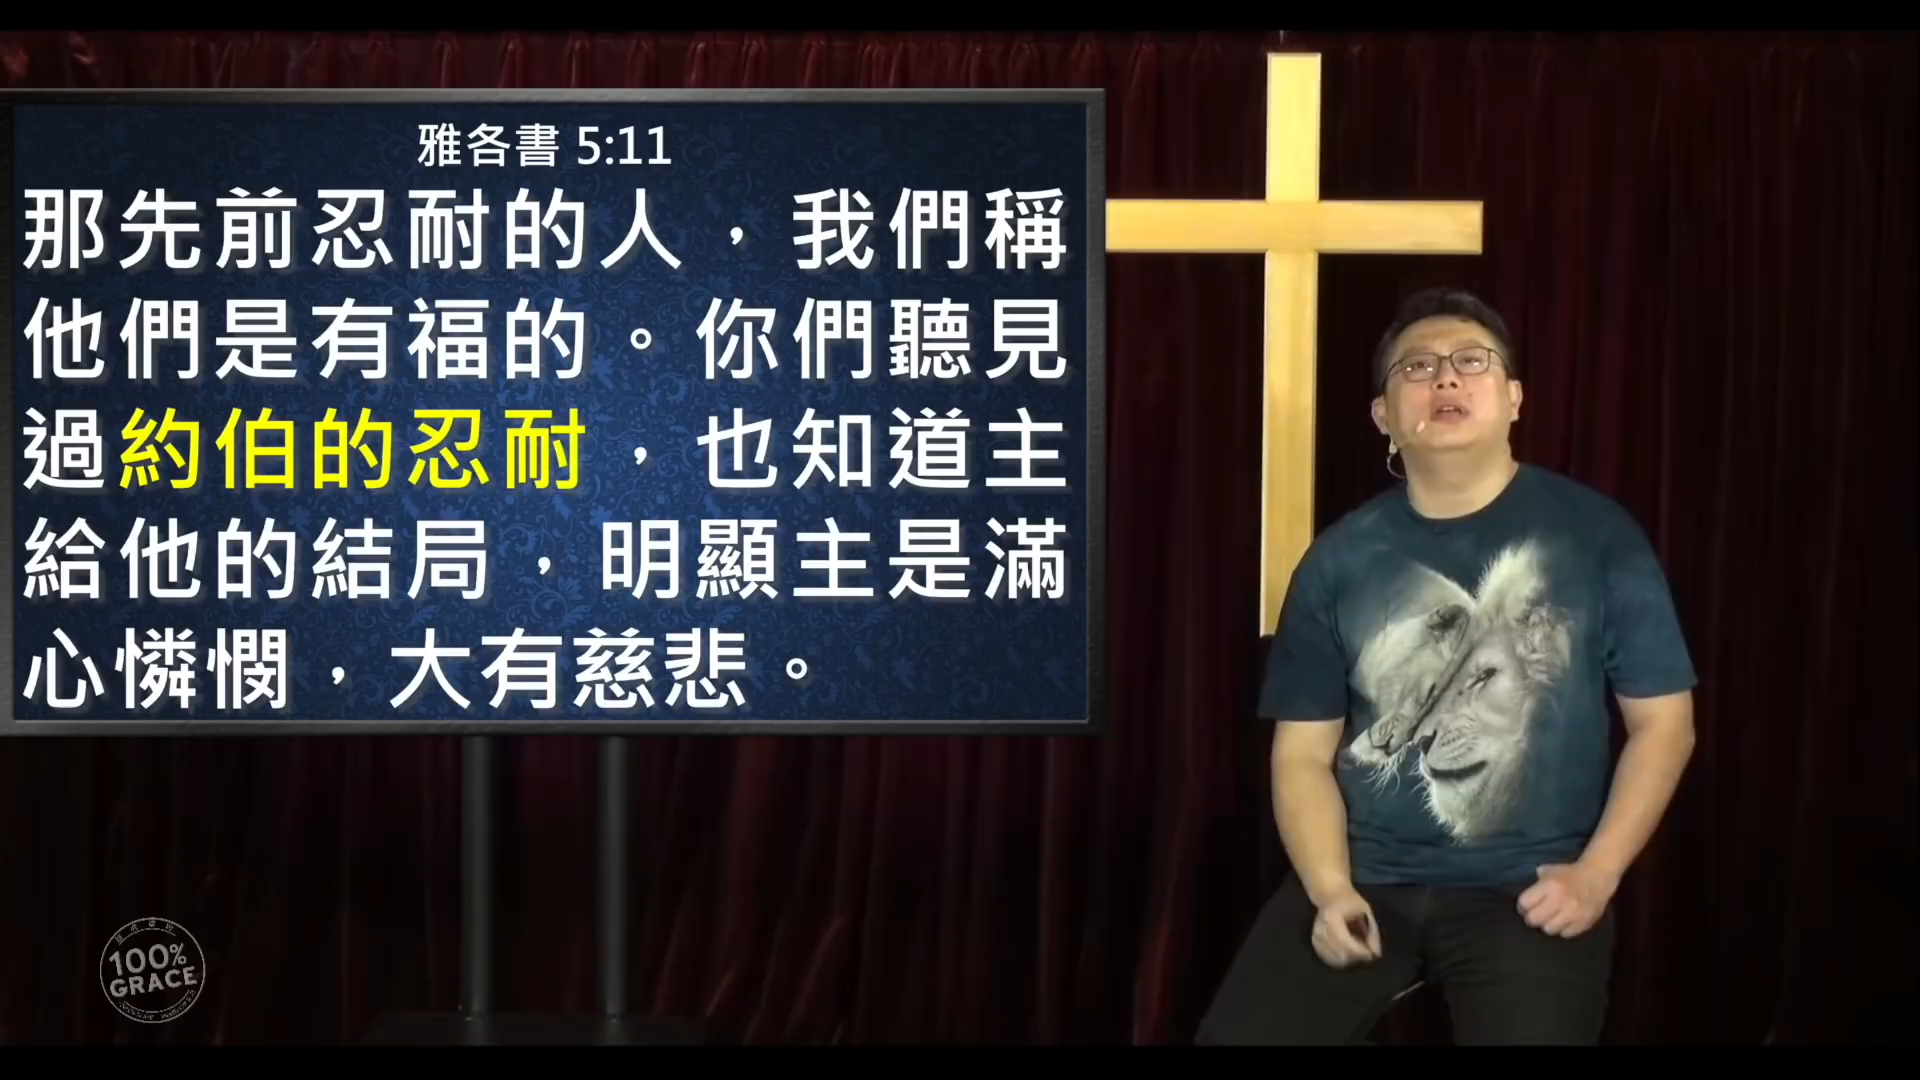 雅各書 5:11
那先前忍耐的人，我們稱
他們是有福的。你們聽見
過約伯的忍耐，也知道主
給他的結局，明顯主是滿
心憐憫，大有慈悲。
100%
GRACE